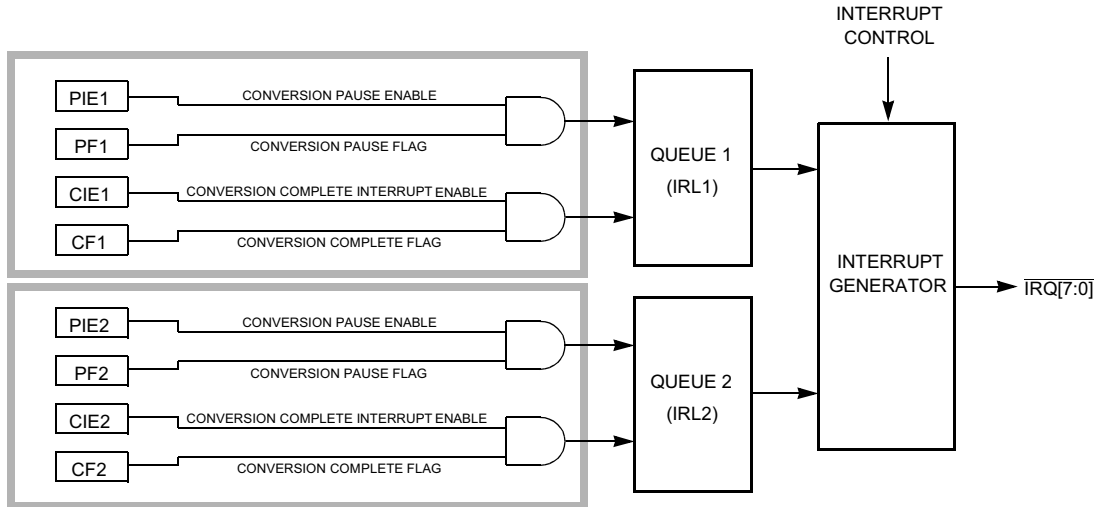 INTERRUPT
CONTROL
PIE1
CONVERSION PAUSE ENABLE
PF1
CONVERSION PAUSE FLAG
CIE1
CONVERSION COMPLETE INTERRUPT ENABLE
CF1
CONVERSION COMPLETE FLAG
QUEUE 1
(IRL1)
PIE2
CONVERSION PAUSE ENABLE
PF2
CONVERSION PAUSE FLAG
CIE2
CONVERSION COMPLETE INTERRUPT ENABLE
CF2
CONVERSION COMPLETE FLAG
QUEUE 2
(IRL2)
INTERRUPT
GENERATOR
IRQ[7:0]